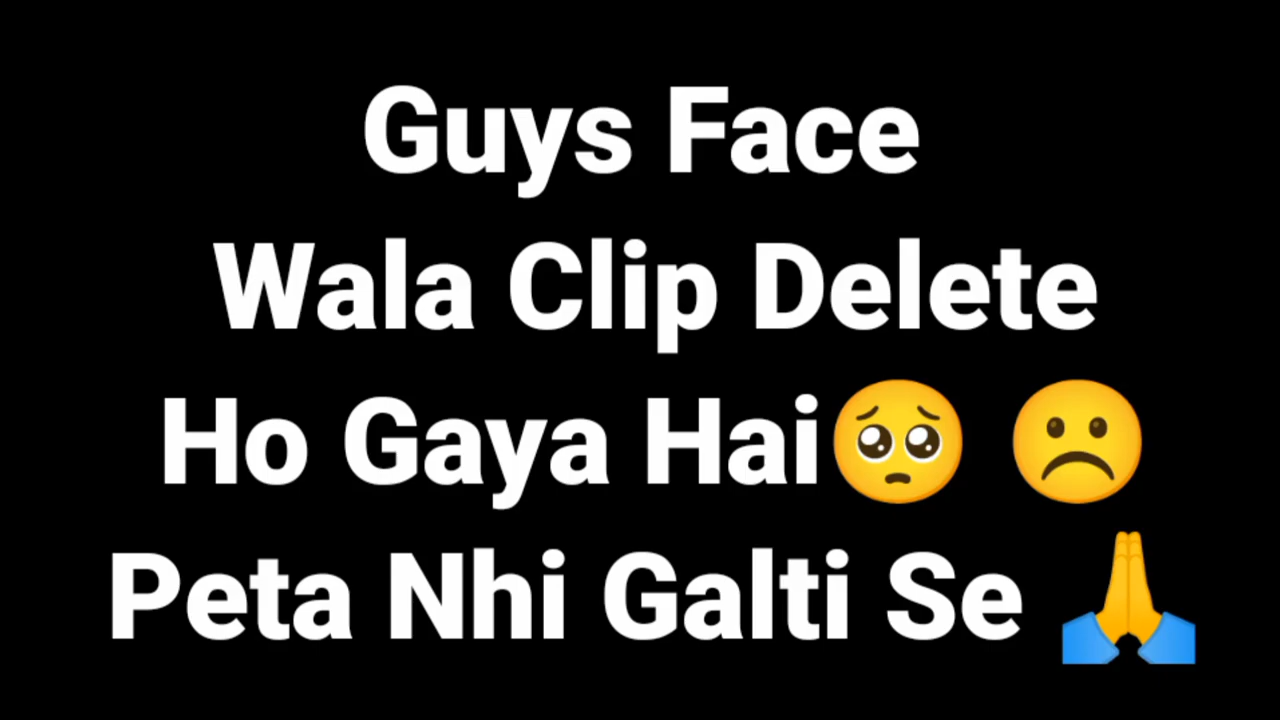 Guys Face
Wala Clip Delete
Ho Gaya Hai🥺 ☹️
Peta Nhi Galti Se 🙏